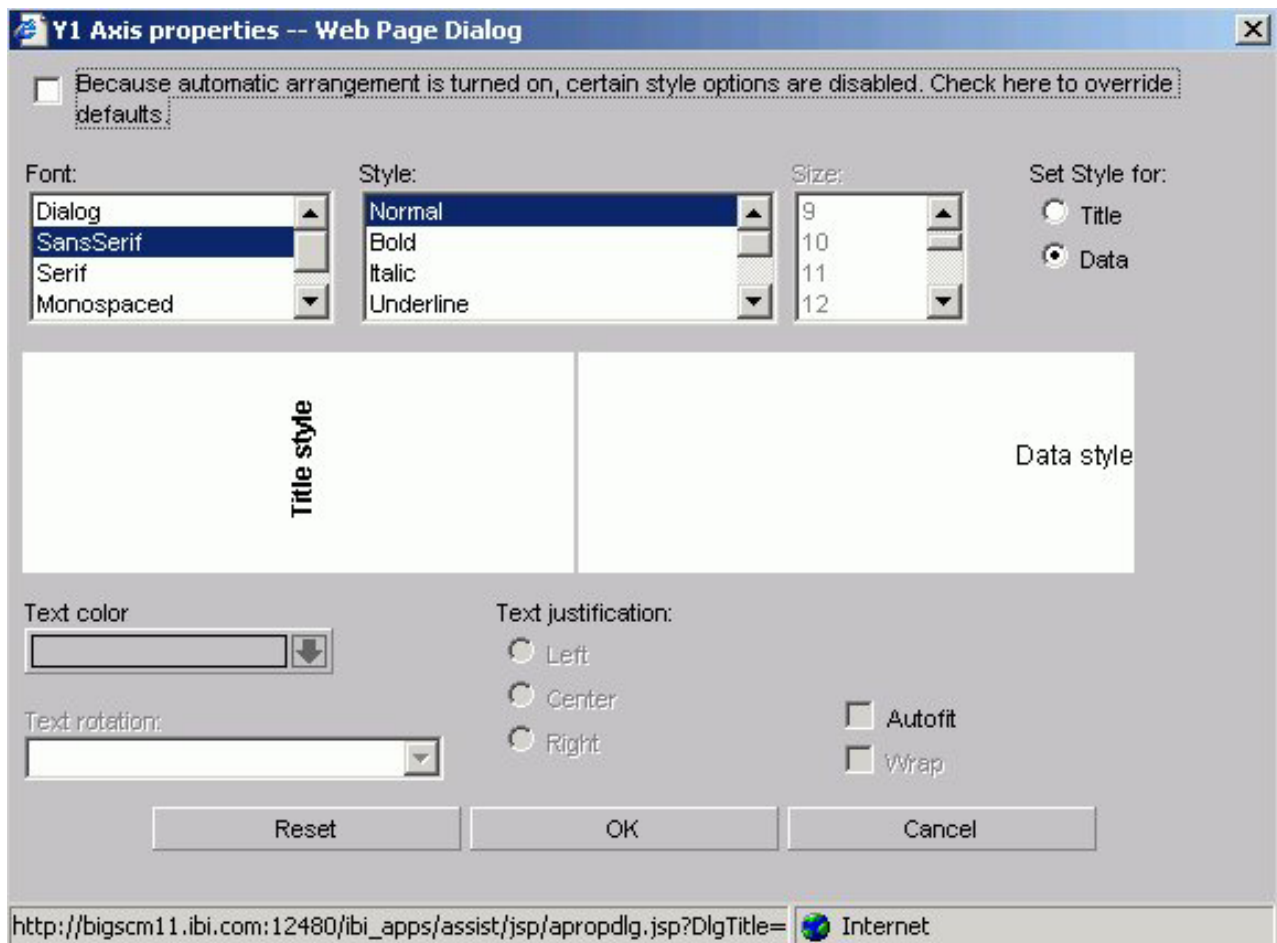 Y1 Axis properties -- Web Page Dialog
Because automatic arrangement is turned on, certain style options are disabled. Check here to override
defaults.
Font:
Dialog
SansSerif
Serif
Monospaced
Style:
Normal
Bold
Italic
Underline
Size:
9
10
11
12
Set Style for:
Title
Data
Title style
Data style
Text color
Text rotation:
Text justification:
Left
Center
Right
Autofit
Wrap
Reset
OK
Cancel
http://bigscm11.ibi.com:12480/ibi_apps/assist/jsp/apropdlg.jsp?DlgTitle=
Internet